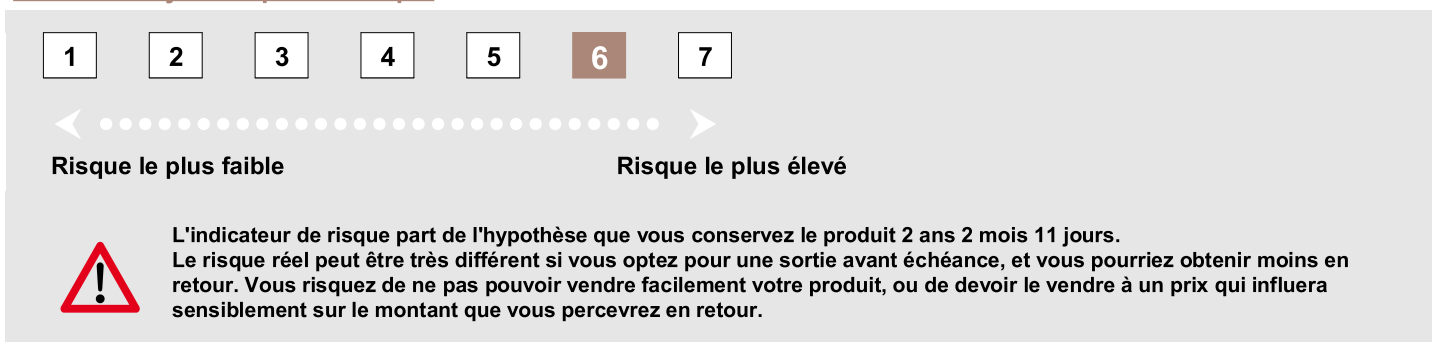 1 2 3 4 5 6 7
Risque le plus faible Risque le plus élevé
L'indicateur de risque part de l'hypothèse que vous conservez le produit 2 ans 2 mois 11 jours.
Le risque réel peut être très différent si vous optez pour une sortie avant échéance, et vous pourriez obtenir moins en
retour. Vous risquez de ne pas pouvoir vendre facilement votre produit, ou de devoir le vendre à un prix qui influera
sensiblement sur le montant que vous percevrez en retour.